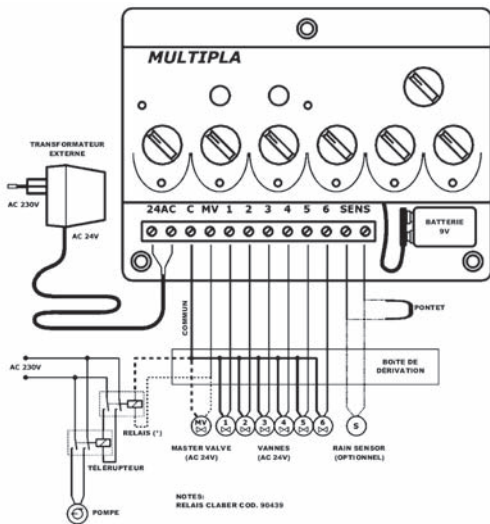 MULTIPLA
TRANSFORMATEUR
EXTERNE
AC 230V
AC 24V
24AC C MV 1 2 3 4 5 6 SENS
BATTERIE
9V
COMMUN
PONTET
AC 230V
BOITE DE
DÉRIVATION
RELAIS (*)
MV 1 2 3 4 5 6 S
MASTER VALVE
(AC 24V)
VANNES
(AC 24V)
RAIN SENSOR
(OPTIONNEL)
TÉLÉRUPTEUR
POMPE
NOTES:
RELAIS CLABER COD. 90439